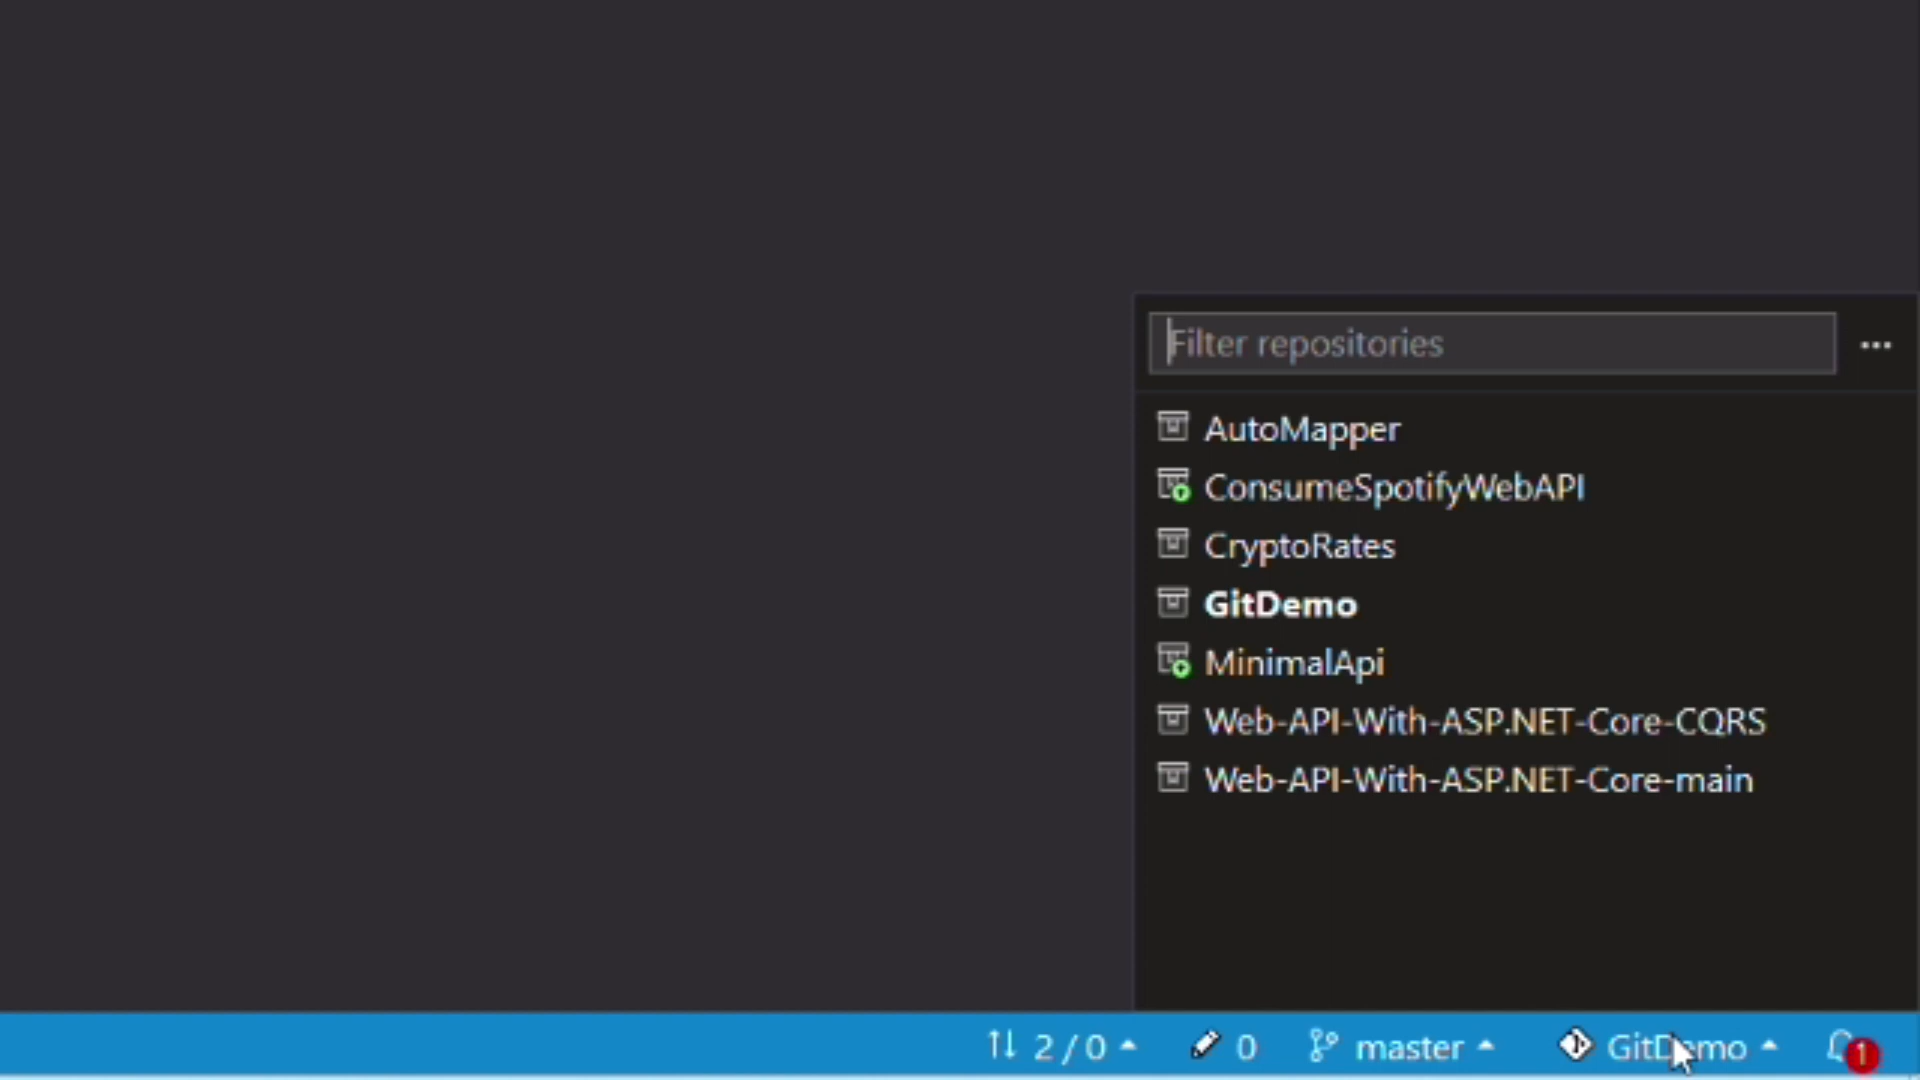 Filter repositories ...
AutoMapper
ConsumeSpotifyWebAPI
CryptoRates
GitDemo
MinimalApi
Web-API-With-ASP.NET-Core-CQRS
Web-API-With-ASP.NET-Core-main
2 / 0 0 master GitDemo 1